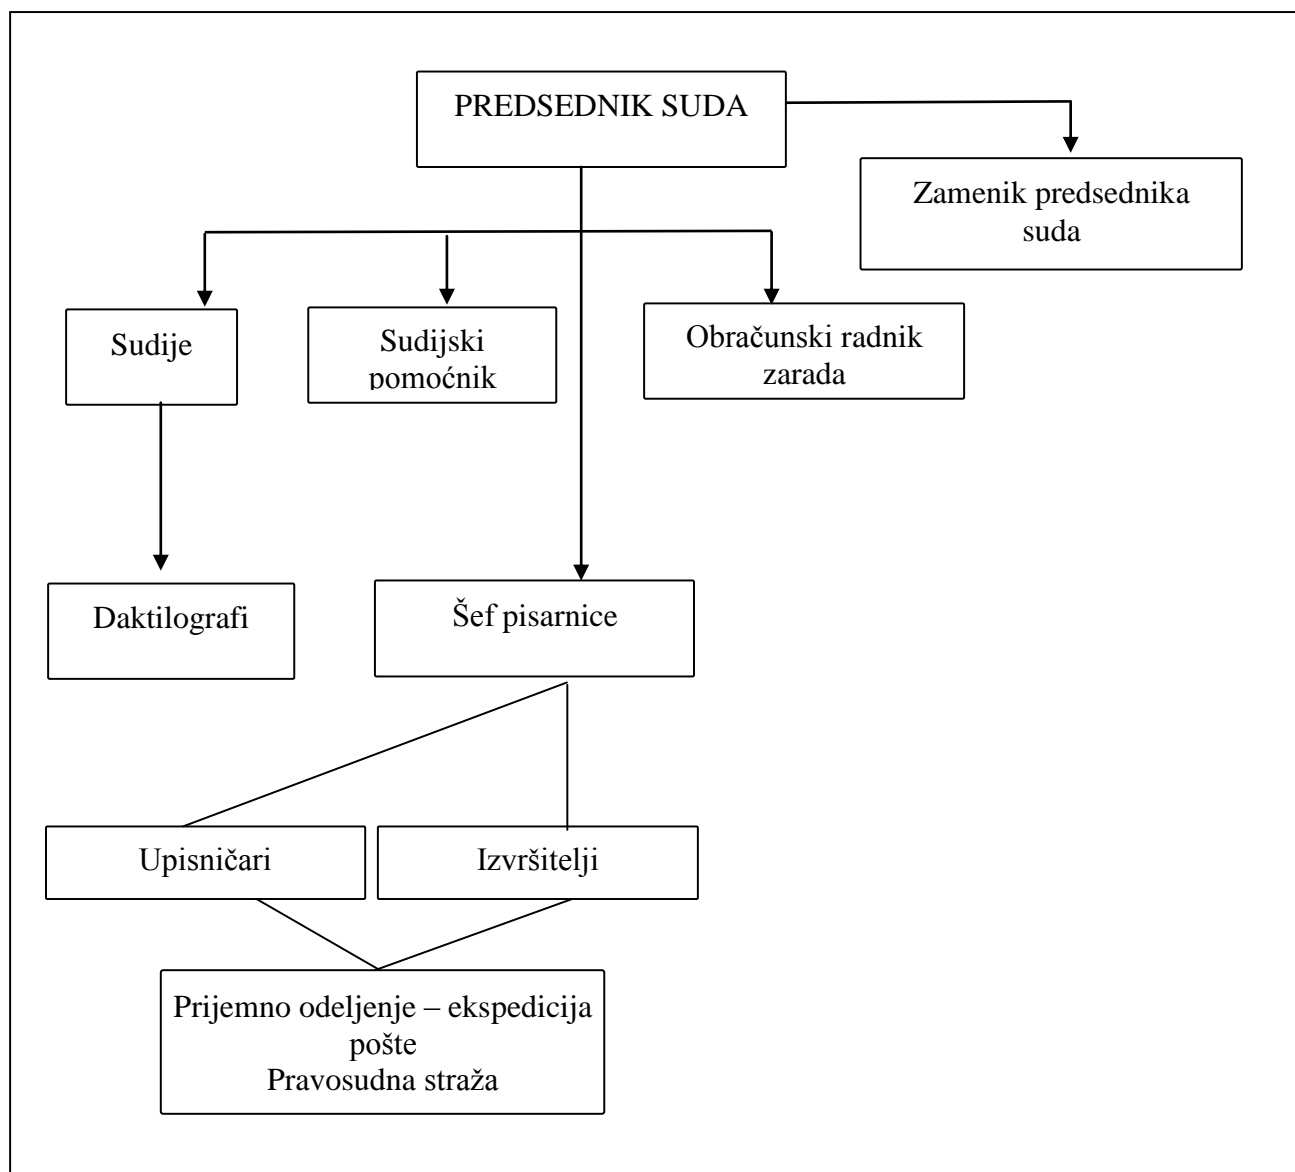 PREDSEDNIK SUDA
Zamenik predsednika
suda
Sudije
Sudijski
pomoćnik
Obračunski radnik
zarada
Daktilografi
Šef pisarnice
Upisničari
Izvršitelji
Prijemno odeljenje – ekspedicija
pošte
Pravosudna straža